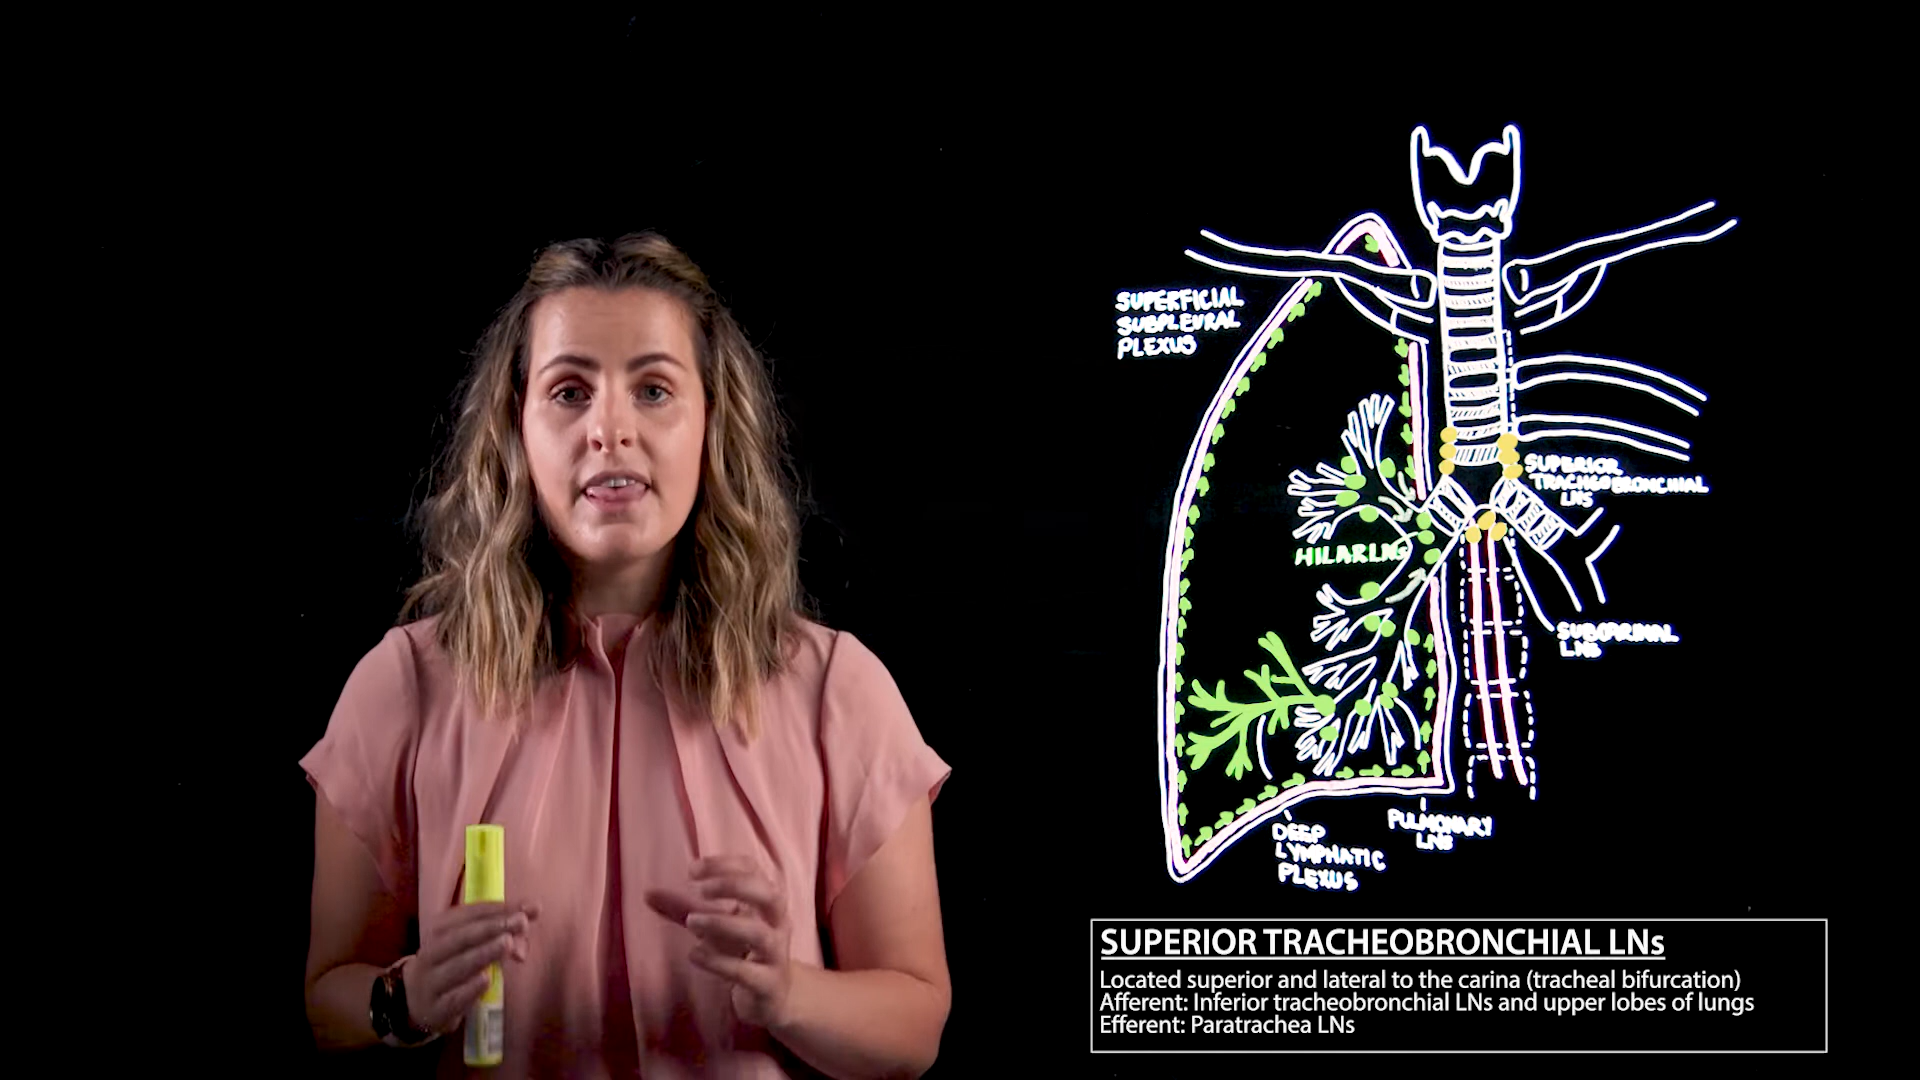 SUPERFICIAL
SUBPLEURAL
PLEXUS
SUPERIOR
TRACHEOBRONCHIAL
LNS
HILAR LNS
SUBCARINAL
LNS
PULMONARY
LNS
DEEP
LYMPHATIC
PLEXUS
SUPERIOR TRACHEOBRONCHIAL LNs
Located superior and lateral to the carina (tracheal bifurcation)
Afferent: Inferior tracheobronchial LNs and upper lobes of lungs
Efferent: Paratrachea LNs